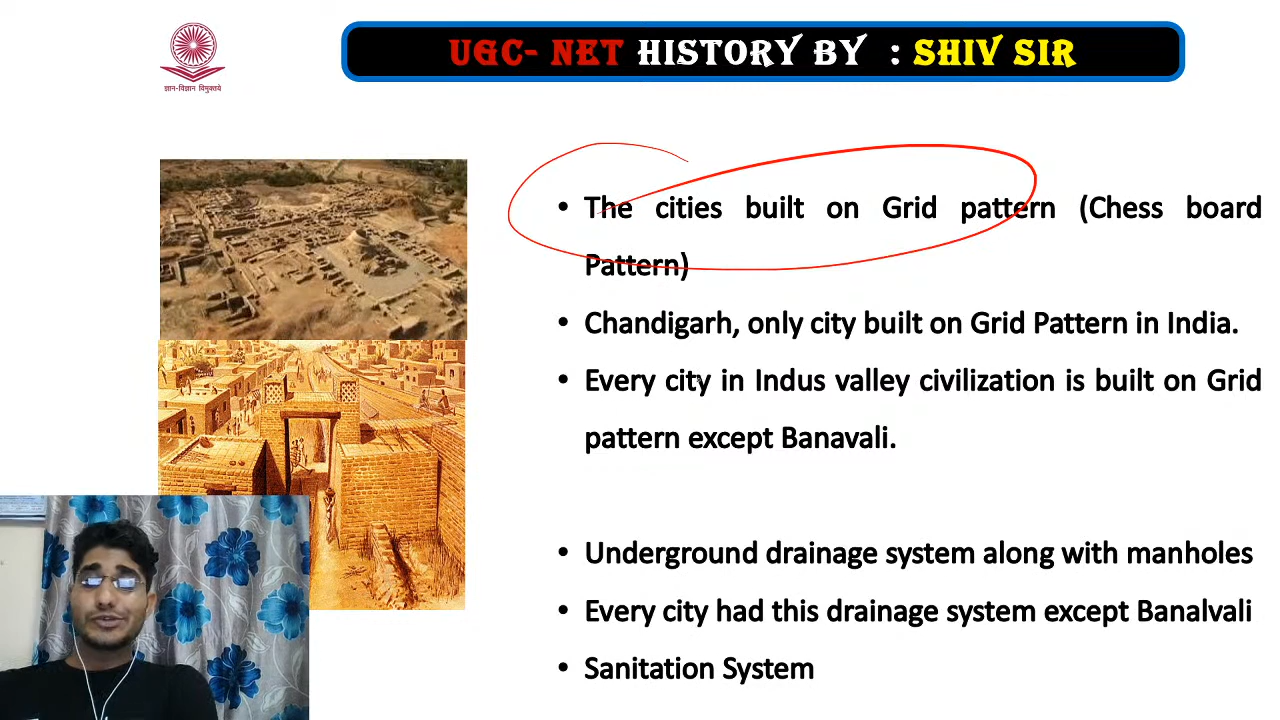 UGC- NET HISTORY BY : SHIV SIR
ज्ञान-विज्ञान विमुक्तये
• The cities built on Grid pattern (Chess board
Pattern)
• Chandigarh, only city built on Grid Pattern in India.
• Every city in Indus valley civilization is built on Grid
pattern except Banavali.
• Underground drainage system along with manholes
• Every city had this drainage system except Banalvali
• Sanitation System